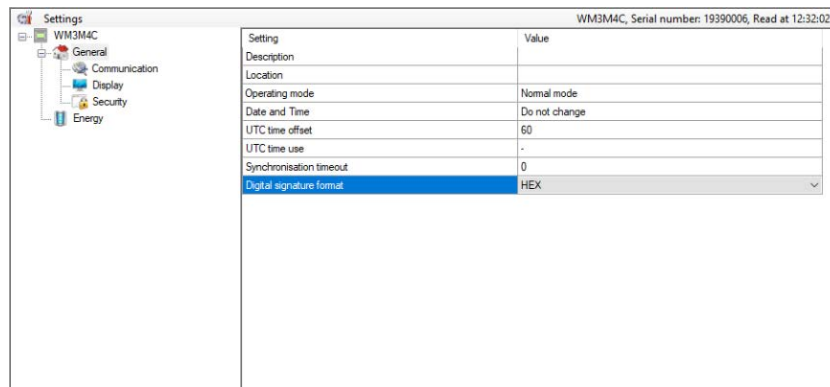 Settings
WM3M4C, Serial number: 19390006, Read at 12:32:02
WM3M4C
General
Communication
Display
Security
Energy
Setting Value
Description
Location
Operating mode Normal mode
Date and Time Do not change
UTC time offset 60
UTC time use -
Synchronisation timeout 0
Digital signature format HEX